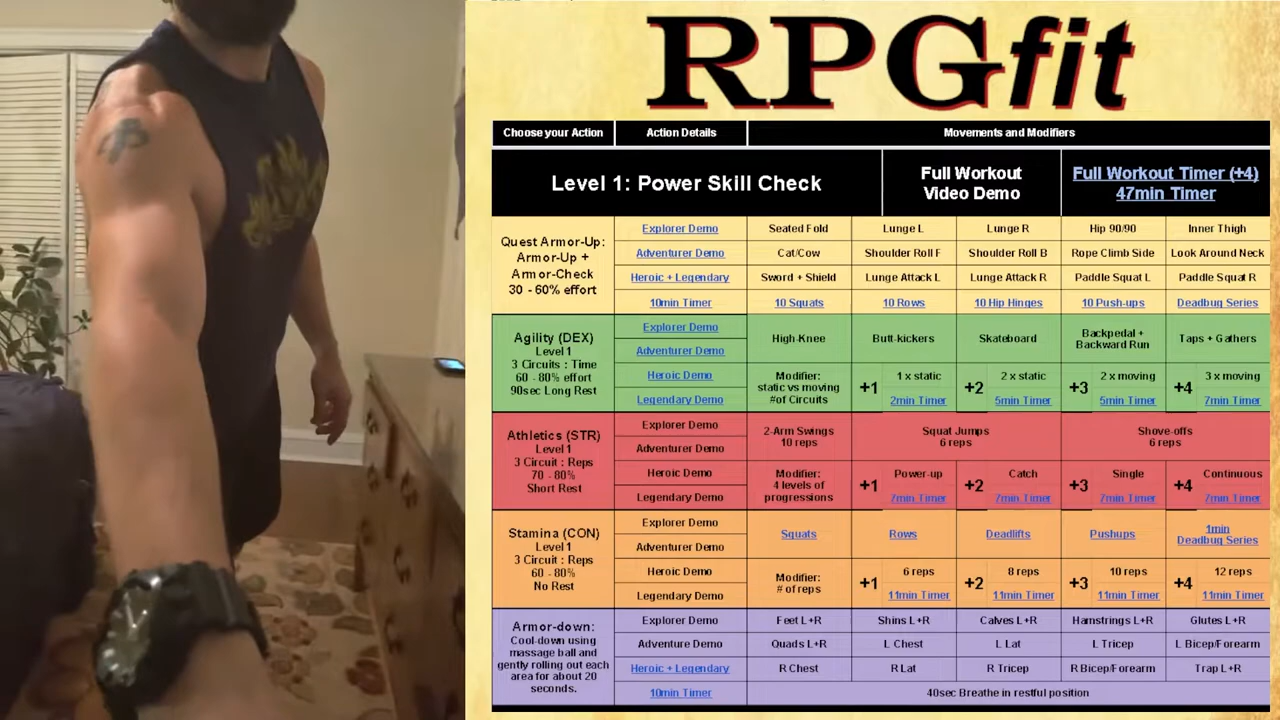 RPGfit
Choose your Action
Action Details
Movements and Modifiers
Level 1: Power Skill Check
Full Workout
Video Demo
Full Workout Timer (+4)
47min Timer
Quest Armor-Up:
Armor-Up +
Armor-Check
30 - 60% effort
Explorer Demo
Seated Fold
Lunge L
Lunge R
Hip 90/90
Inner Thigh
Adventurer Demo
Cat/Cow
Shoulder Roll F
Shoulder Roll B
Rope Climb Side
Look Around Neck
Heroic + Legendary
Sword + Shield
Lunge Attack L
Lunge Attack R
Paddle Squat L
Paddle Squat R
10min Timer
10 Squats
10 Rows
10 Hip Hinges
10 Push-ups
Deadbug Series
Agility (DEX)
Level 1
3 Circuits : Time
60 - 80% effort
90sec Long Rest
Explorer Demo
Adventurer Demo
High-Knee
Butt-kickers
Skateboard
Backpedal +
Backward Run
Taps + Gathers
Heroic Demo
Legendary Demo
Modifier:
static vs moving
#of Circuits
+1
1 x static
2min Timer
+2
2 x static
5min Timer
+3
2 x moving
5min Timer
+4
3 x moving
7min Timer
Athletics (STR)
Level 1
3 Circuit : Reps
70 - 80%
Short Rest
Explorer Demo
Adventurer Demo
2-Arm Swings
10 reps
Squat Jumps
6 reps
Shove-offs
6 reps
Heroic Demo
Legendary Demo
Modifier:
4 levels of
progressions
+1
Power-up
7min Timer
+2
Catch
7min Timer
+3
Single
7min Timer
+4
Continuous
7min Timer
Stamina (CON)
Level 1
3 Circuit : Reps
60 - 80%
No Rest
Explorer Demo
Adventurer Demo
Squats
Rows
Deadlifts
Pushups
1min
Deadbug Series
Heroic Demo
Legendary Demo
Modifier:
# of reps
+1
6 reps
11min Timer
+2
8 reps
11min Timer
+3
10 reps
11min Timer
+4
12 reps
11min Timer
Armor-down:
Cool-down using
massage ball and
gently rolling out each
area for about 20
seconds.
Explorer Demo
Feet L+R
Shins L+R
Calves L+R
Hamstrings L+R
Glutes L+R
Adventure Demo
Quads L+R
L Chest
L Lat
L Tricep
L Bicep/Forearm
Heroic + Legendary
R Chest
R Lat
R Tricep
R Bicep/Forearm
Trap L+R
10min Timer
40sec Breathe in restful position